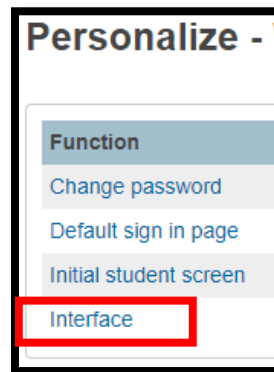 Personalize -
Function
Change password
Default sign in page
Initial student screen
Interface